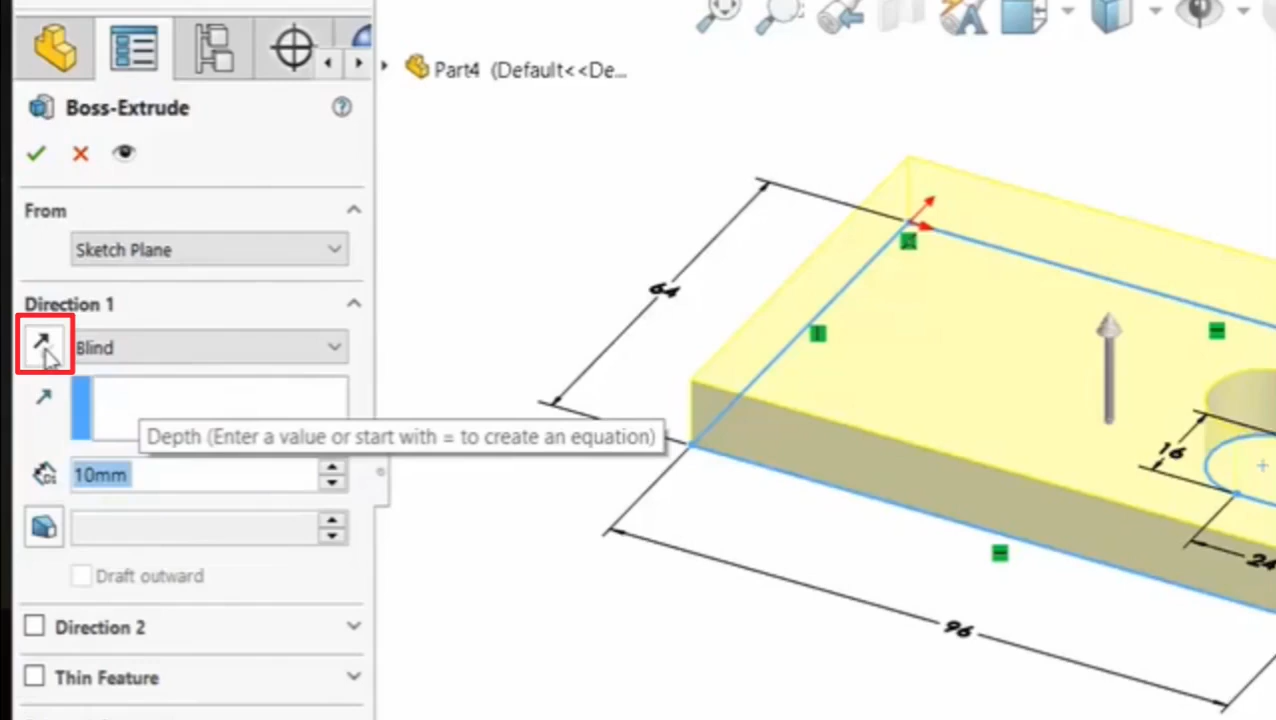 Part4 (Default<<De...
Boss-Extrude
From
Sketch Plane
Direction 1
Blind
Depth (Enter a value or start with = to create an equation)
10mm
Draft outward
Direction 2
Thin Feature
64
16
24
96